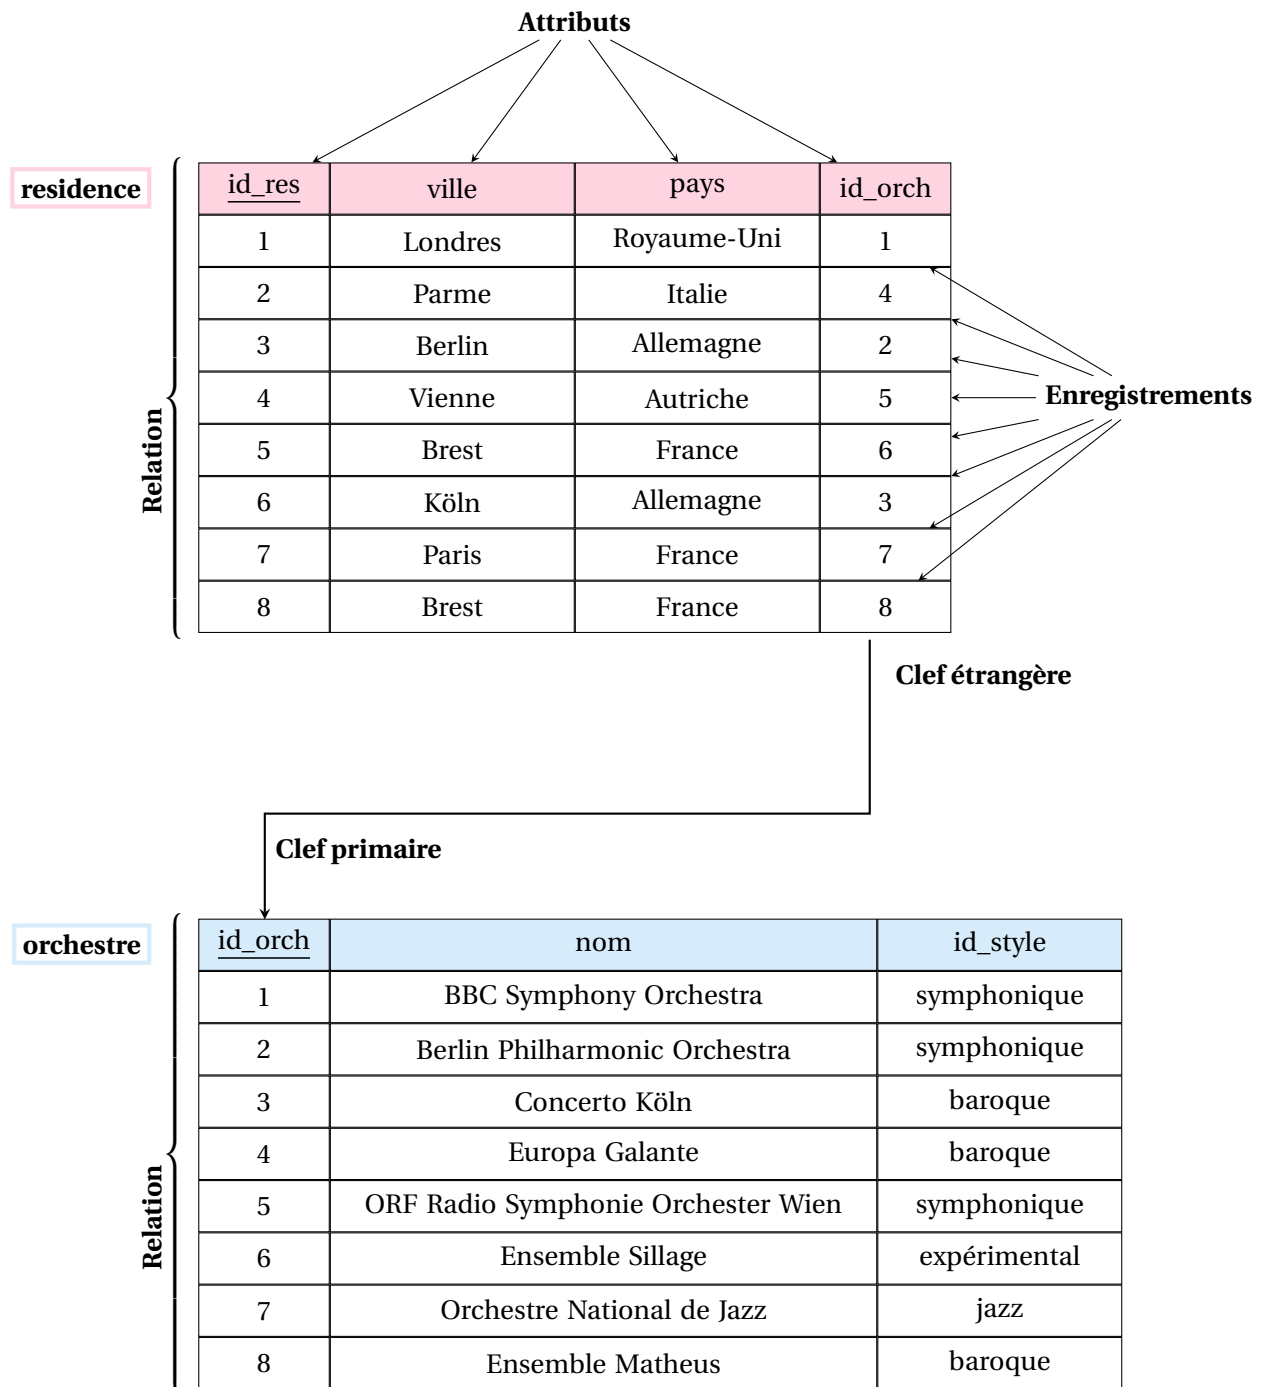 Attributs
residence
id_res ville pays id_orch
1 Londres Royaume-Uni 1
2 Parme Italie 4
3 Berlin Allemagne 2
4 Vienne Autriche 5
Enregistrements
5 Brest France 6
6 Köln Allemagne 3
7 Paris France 7
8 Brest France 8
Relation
Clef étrangère
Clef primaire
orchestre
id_orch nom id_style
1 BBC Symphony Orchestra symphonique
2 Berlin Philharmonic Orchestra symphonique
3 Concerto Köln baroque
4 Europa Galante baroque
5 ORF Radio Symphonie Orchester Wien symphonique
6 Ensemble Sillage expérimental
7 Orchestre National de Jazz jazz
8 Ensemble Matheus baroque
Relation